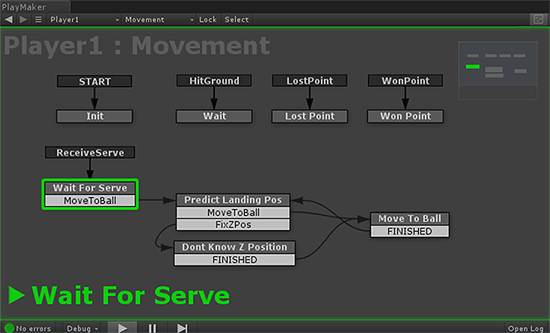 PlayMaker
Player1 Movement Lock Select
Player1 : Movement
START HitGround LostPoint WonPoint
Init Wait Lost Point Won Point
ReceiveServe
Wait For Serve
MoveToBall
Predict Landing Pos
MoveToBall
FixZPos
Move To Ball
FINISHED
Dont Know Z Position
FINISHED
Wait For Serve
No errors Debug Open Log